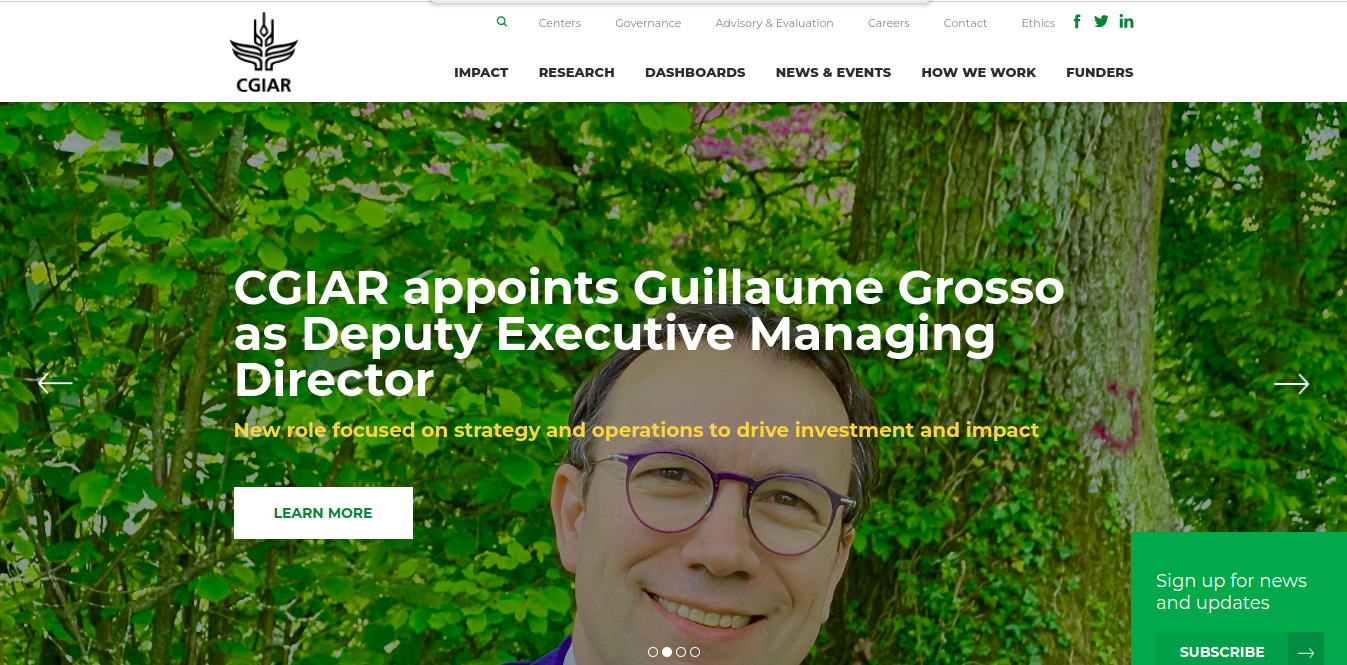 Centers Governance Advisory & Evaluation Careers Contact Ethics
CGIAR
IMPACT RESEARCH DASHBOARDS NEWS & EVENTS HOW WE WORK FUNDERS
CGIAR appoints Guillaume Grosso
as Deputy Executive Managing
Director
New role focused on strategy and operations to drive investment and impact
LEARN MORE
Sign up for news
and updates
SUBSCRIBE